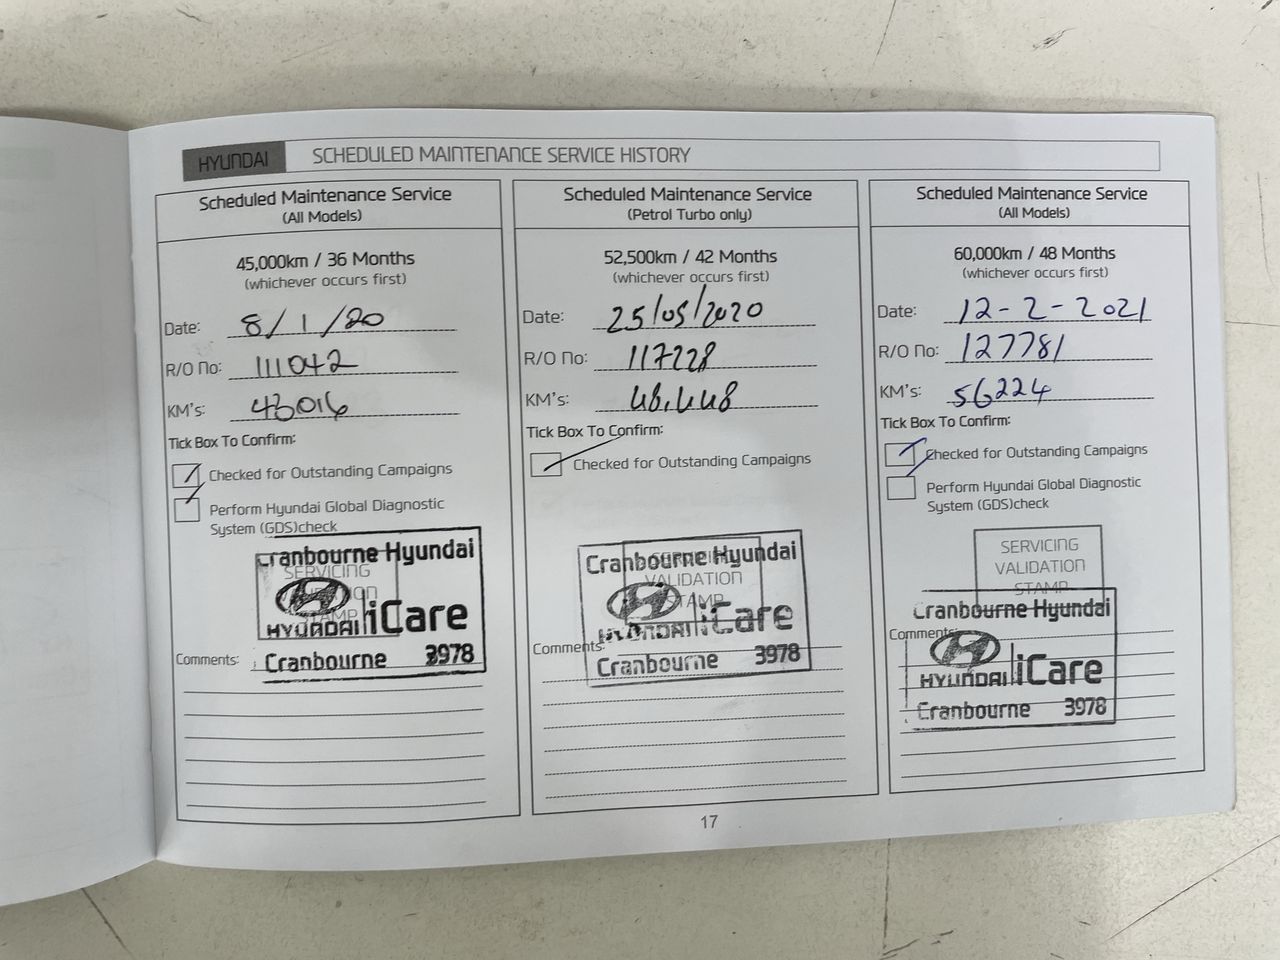 HYUNDAI SCHEDULED MAINTENANCE SERVICE HISTORY
Scheduled Maintenance Service
(All Models)
45,000km / 36 Months
(whichever occurs first)
Date: 8/1/20
R/O No: 111042
KM's: 43016
Tick Box To Confirm:
Checked for Outstanding Campaigns
Perform Hyundai Global Diagnostic
System (GDS)check
Cranbourne Hyundai
SERVICING
HYUNDAI iCare
Comments: Cranbourne 3978
Scheduled Maintenance Service
(Petrol Turbo only)
52,500km / 42 Months
(whichever occurs first)
Date: 25/05/2020
R/O No: 117228
KM's: 48,448
Tick Box To Confirm:
Checked for Outstanding Campaigns
Cranbourne Hyundai
VALIDATION
STAMP
HYUNDAI iCare
Comments: Cranbourne 3978
Scheduled Maintenance Service
(All Models)
60,000km / 48 Months
(whichever occurs first)
Date: 12-2-2021
R/O No: 127781
KM's: 56224
Tick Box To Confirm:
Checked for Outstanding Campaigns
Perform Hyundai Global Diagnostic
System (GDS)check
SERVICING
VALIDATION
STAMP
Cranbourne Hyundai
Comments:
HYUNDAI iCare
Cranbourne 3978
17